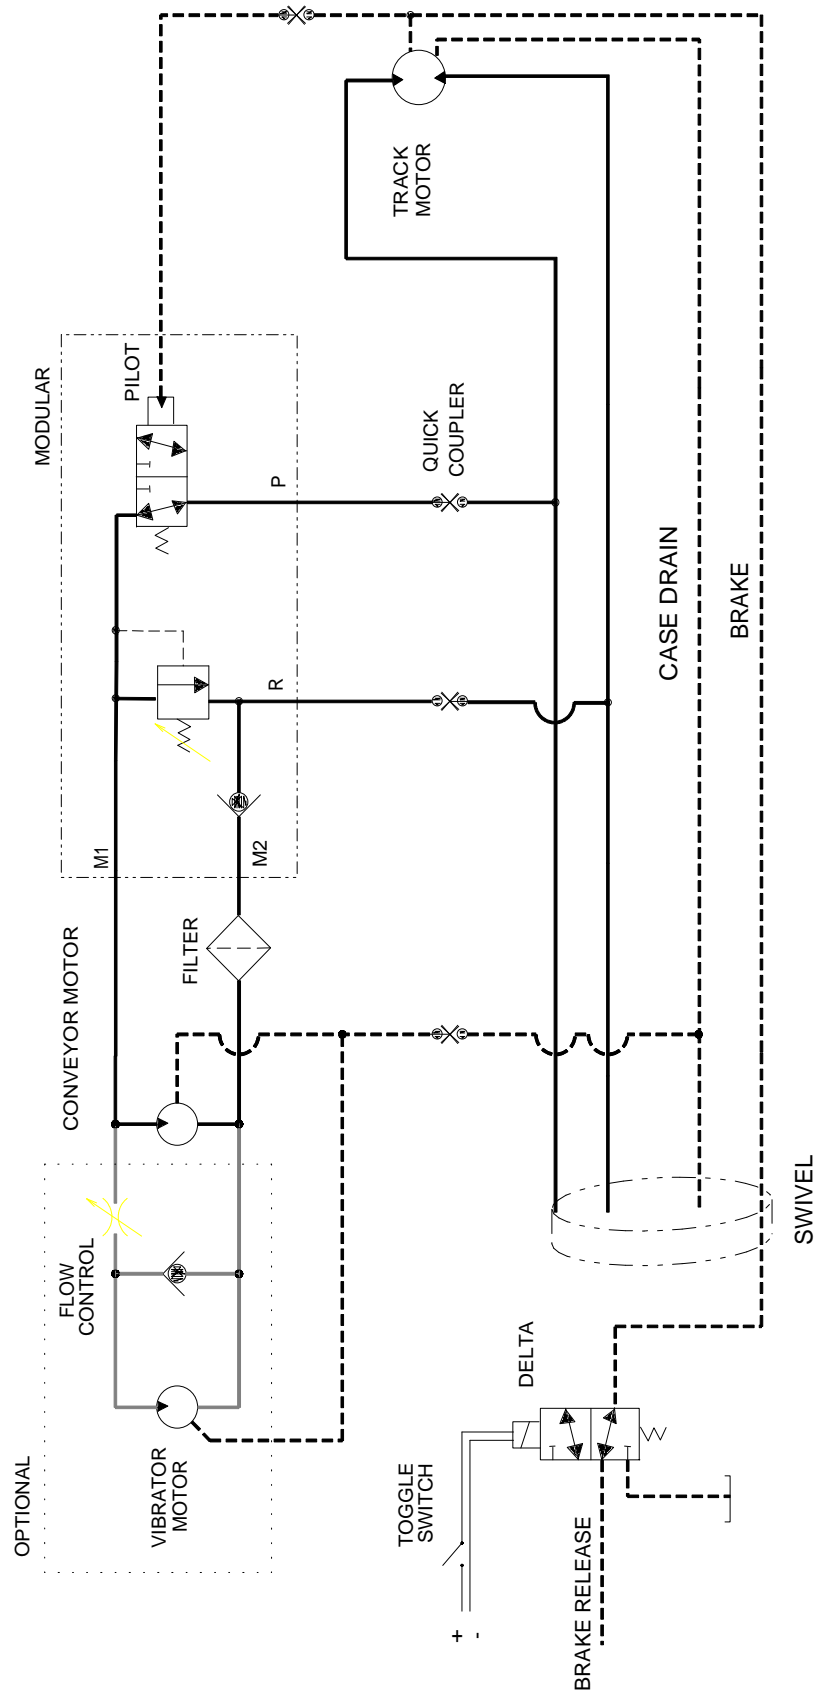 OPTIONAL
VIBRATOR
MOTOR
FLOW
CONTROL
CONVEYOR MOTOR
FILTER
M1
M2
MODULAR
PILOT
R
P
TRACK
MOTOR
QUICK
COUPLER
CASE DRAIN
BRAKE
SWIVEL
DELTA
TOGGLE
SWITCH
+
-
BRAKE RELEASE